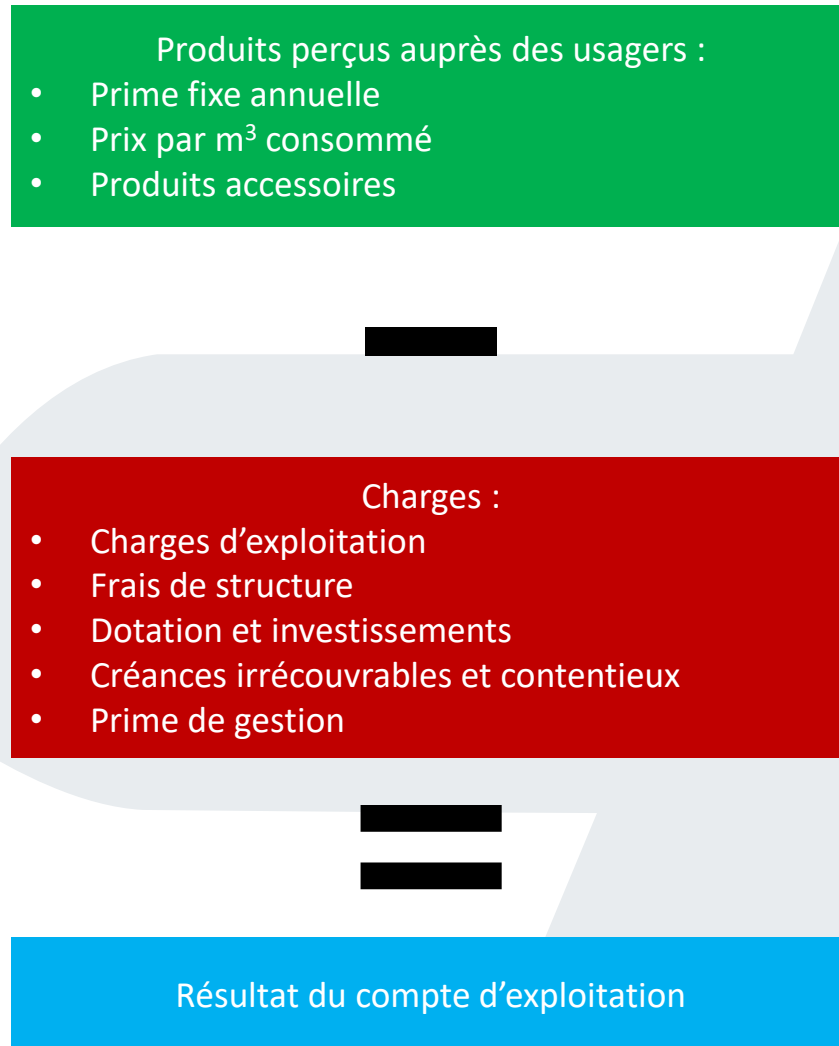 Produits perçus auprès des usagers :
• Prime fixe annuelle
• Prix par m³ consommé
• Produits accessoires
Charges :
• Charges d’exploitation
• Frais de structure
• Dotation et investissements
• Créances irrécouvrables et contentieux
• Prime de gestion
Résultat du compte d’exploitation